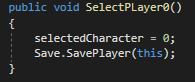 public void SelectPLayer0()
{
selectedCharacter = 0;
Save.SavePlayer(this);
}